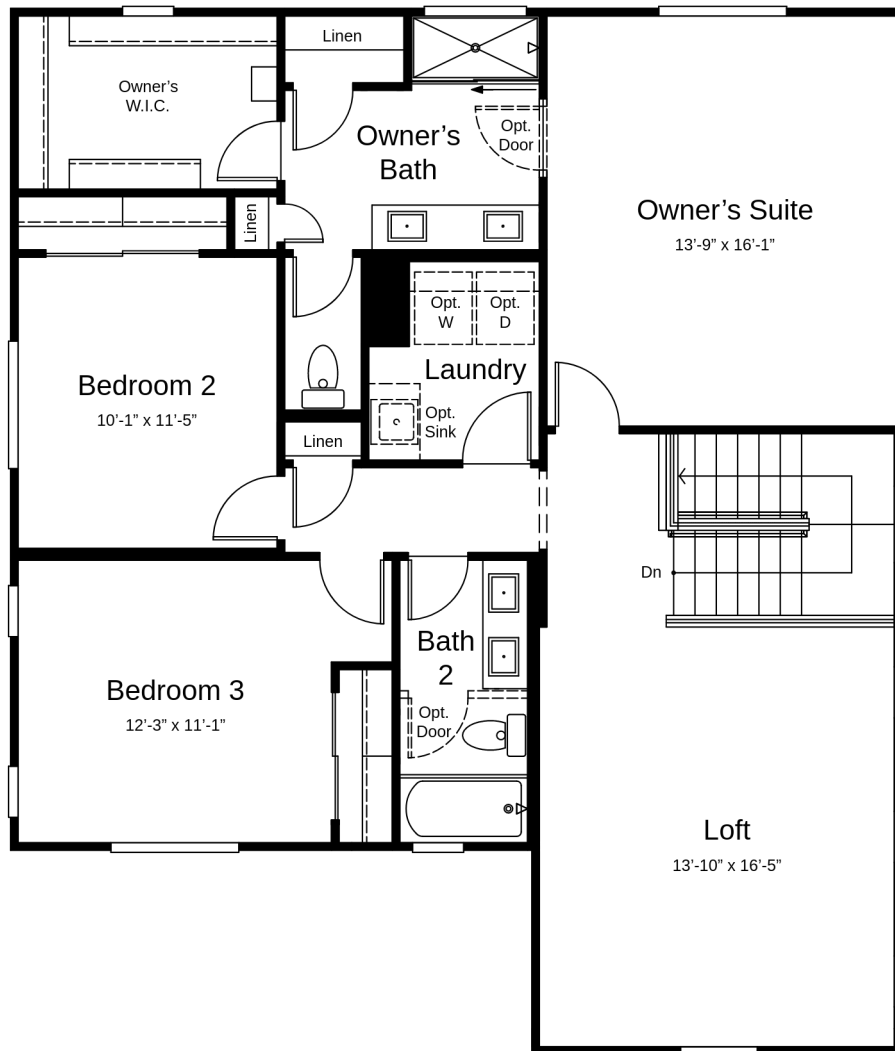 Linen
Owner’s
W.I.C.
Owner’s
Bath
Opt.
Door
Owner’s Suite
13’-9” x 16’-1”
Linen
Opt.
W
Opt.
D
Laundry
Bedroom 2
10’-1” x 11’-5”
Opt.
Sink
Linen
Dn
Bath
2
Bedroom 3
12’-3” x 11’-1”
Opt.
Door
Loft
13’-10” x 16’-5”